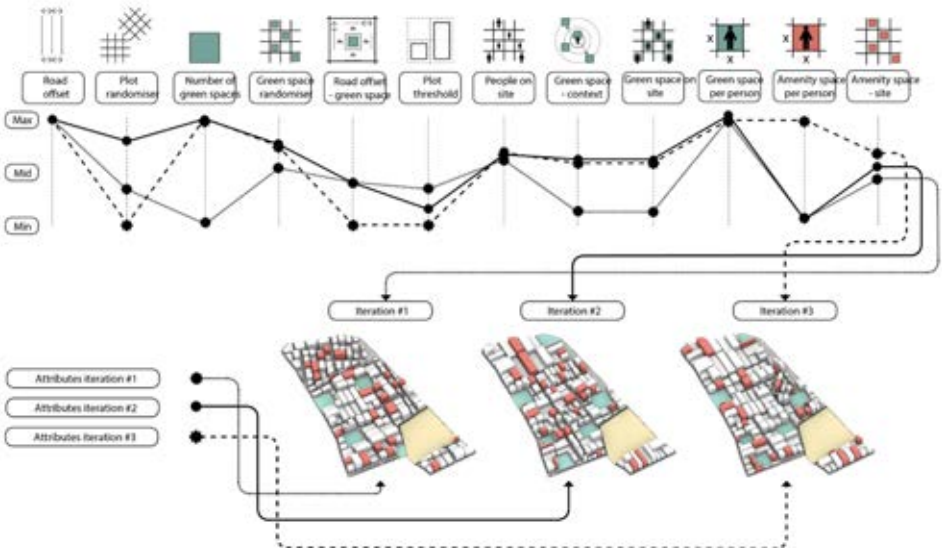 Road
offset
Plot
randomiser
Number of
green spaces
Green space
randomiser
Road offset
- green space
Plot
threshold
People on
site
Green space
- context
Green space on
site
Green space
per person
Amenity space
per person
Amenity space
- site
X
X
X
X
Max
Mid
Min
Iteration #1
Iteration #2
Iteration #3
Attributes iteration #1
Attributes iteration #2
Attributes iteration #3